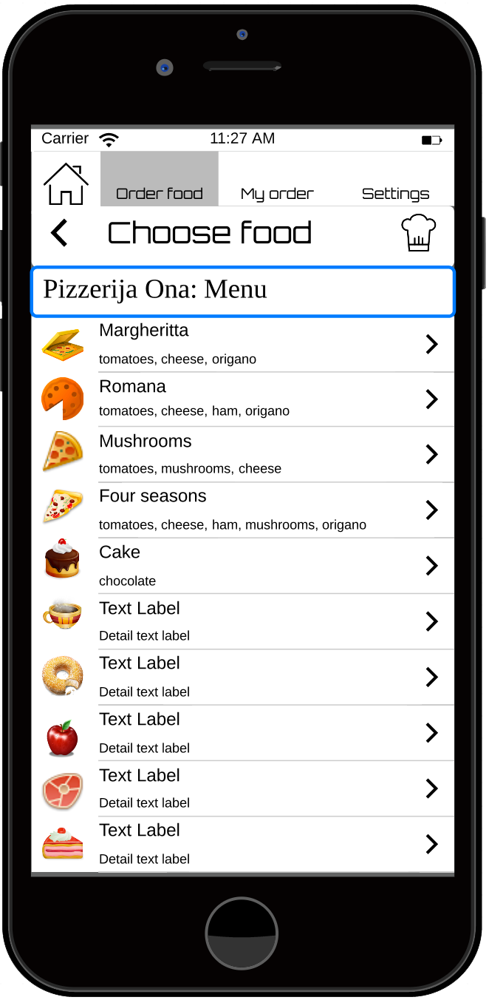 Carrier 11:27 AM
Order food My order Settings
Choose food
Pizzerija Ona: Menu
Margheritta
tomatoes, cheese, origano
Romana
tomatoes, cheese, ham, origano
Mushrooms
tomatoes, mushrooms, cheese
Four seasons
tomatoes, cheese, ham, mushrooms, origano
Cake
chocolate
Text Label
Detail text label
Text Label
Detail text label
Text Label
Detail text label
Text Label
Detail text label
Text Label
Detail text label